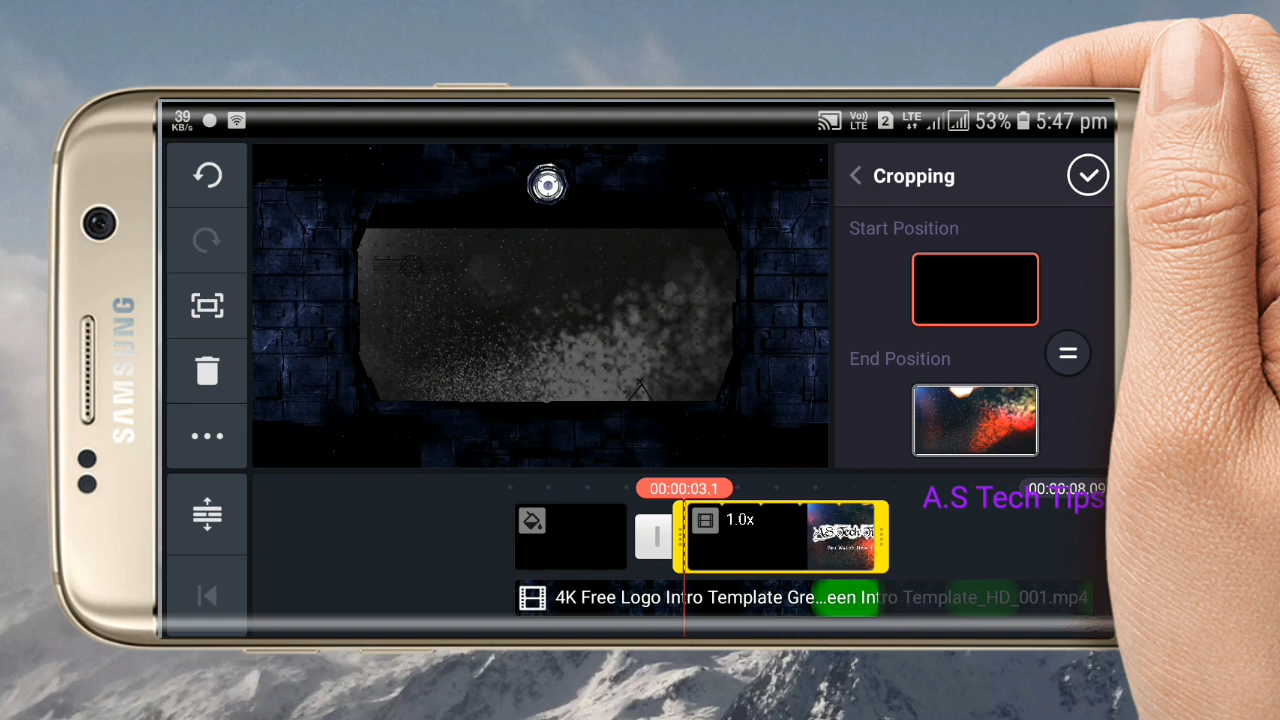 SAMSUNG
39
KB/s
Vo))
LTE
2
LTE
53%
5:47 pm
Cropping
Start Position
End Position
00:00:03.1
00:00:08.09
A.S Tech Tips
1.0x
4K Free Logo Intro Template Gre...een Intro Template_HD_001.mp4